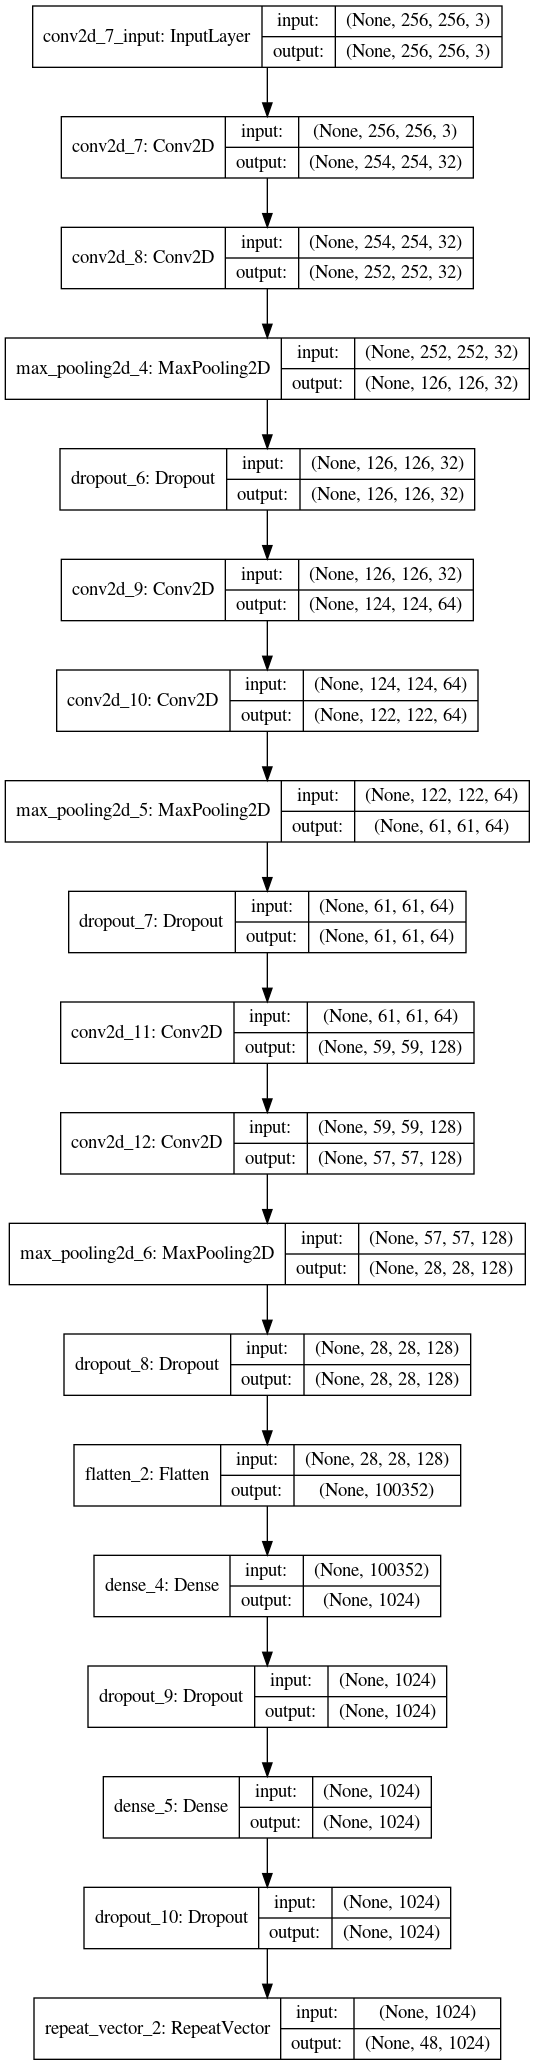 conv2d_7_input: InputLayer input: (None, 256, 256, 3)
output: (None, 256, 256, 3)
conv2d_7: Conv2D input: (None, 256, 256, 3)
output: (None, 254, 254, 32)
conv2d_8: Conv2D input: (None, 254, 254, 32)
output: (None, 252, 252, 32)
max_pooling2d_4: MaxPooling2D input: (None, 252, 252, 32)
output: (None, 126, 126, 32)
dropout_6: Dropout input: (None, 126, 126, 32)
output: (None, 126, 126, 32)
conv2d_9: Conv2D input: (None, 126, 126, 32)
output: (None, 124, 124, 64)
conv2d_10: Conv2D input: (None, 124, 124, 64)
output: (None, 122, 122, 64)
max_pooling2d_5: MaxPooling2D input: (None, 122, 122, 64)
output: (None, 61, 61, 64)
dropout_7: Dropout input: (None, 61, 61, 64)
output: (None, 61, 61, 64)
conv2d_11: Conv2D input: (None, 61, 61, 64)
output: (None, 59, 59, 128)
conv2d_12: Conv2D input: (None, 59, 59, 128)
output: (None, 57, 57, 128)
max_pooling2d_6: MaxPooling2D input: (None, 57, 57, 128)
output: (None, 28, 28, 128)
dropout_8: Dropout input: (None, 28, 28, 128)
output: (None, 28, 28, 128)
flatten_2: Flatten input: (None, 28, 28, 128)
output: (None, 100352)
dense_4: Dense input: (None, 100352)
output: (None, 1024)
dropout_9: Dropout input: (None, 1024)
output: (None, 1024)
dense_5: Dense input: (None, 1024)
output: (None, 1024)
dropout_10: Dropout input: (None, 1024)
output: (None, 1024)
repeat_vector_2: RepeatVector input: (None, 1024)
output: (None, 48, 1024)